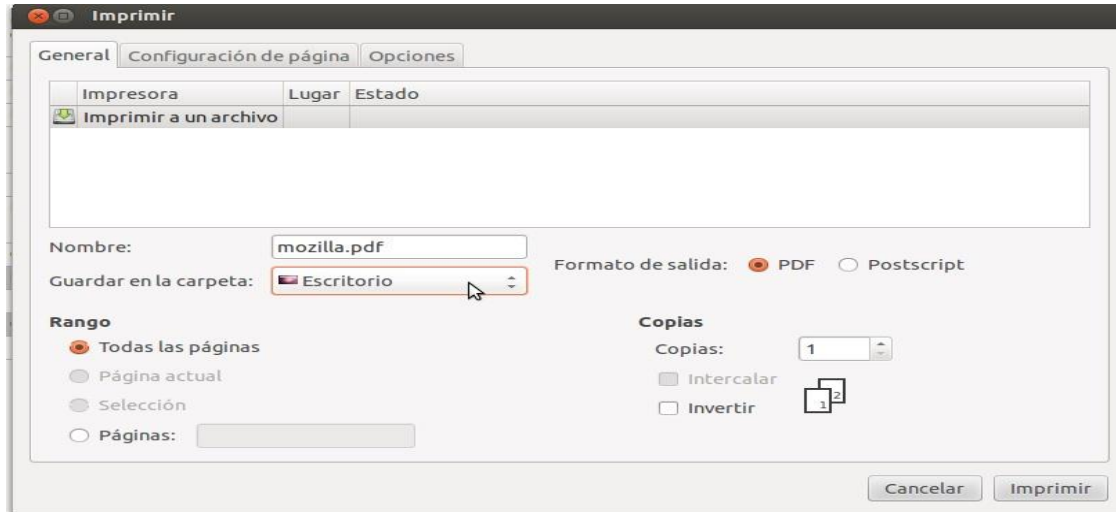 Imprimir
General Configuración de página Opciones
Impresora Lugar Estado
Imprimir a un archivo
Nombre: mozilla.pdf
Formato de salida: PDF Postscript
Guardar en la carpeta: Escritorio
Rango
Todas las páginas
Página actual
Selección
Páginas:
Copias
Copias: 1
Intercalar
1 2
Invertir
Cancelar Imprimir